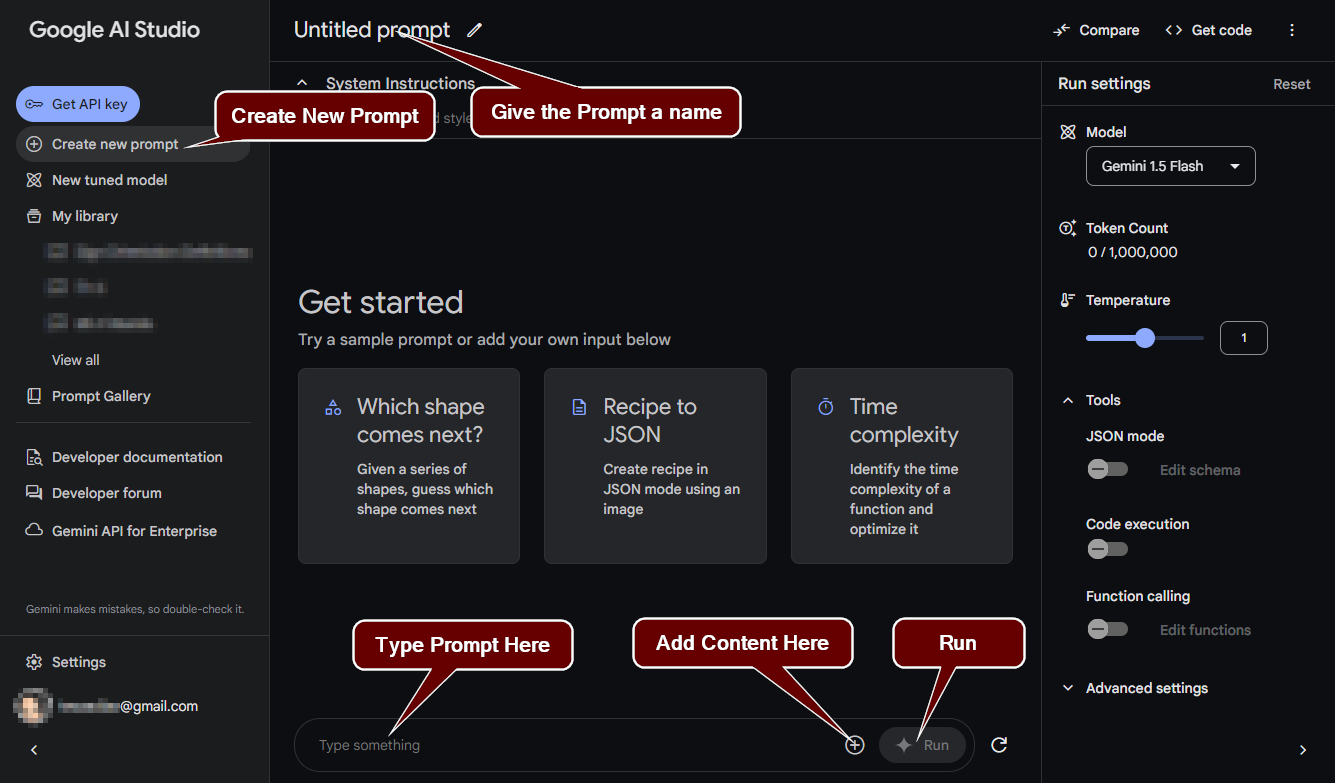 Google AI Studio
Get API key
Create new prompt
New tuned model
My library
View all
Prompt Gallery
Developer documentation
Developer forum
Gemini API for Enterprise
Gemini makes mistakes, so double-check it.
Settings
@gmail.com
Untitled prompt
Compare
Get code
System Instructions
Create New Prompt
Give the Prompt a name
Get started
Try a sample prompt or add your own input below
Which shape
comes next?
Given a series of
shapes, guess which
shape comes next
Recipe to
JSON
Create recipe in
JSON mode using an
image
Time
complexity
Identify the time
complexity of a
function and
optimize it
Type Prompt Here
Add Content Here
Run
Type something
Run
Run settings
Reset
Model
Gemini 1.5 Flash
Token Count
0 / 1,000,000
Temperature
1
Tools
JSON mode
Edit schema
Code execution
Function calling
Edit functions
Advanced settings